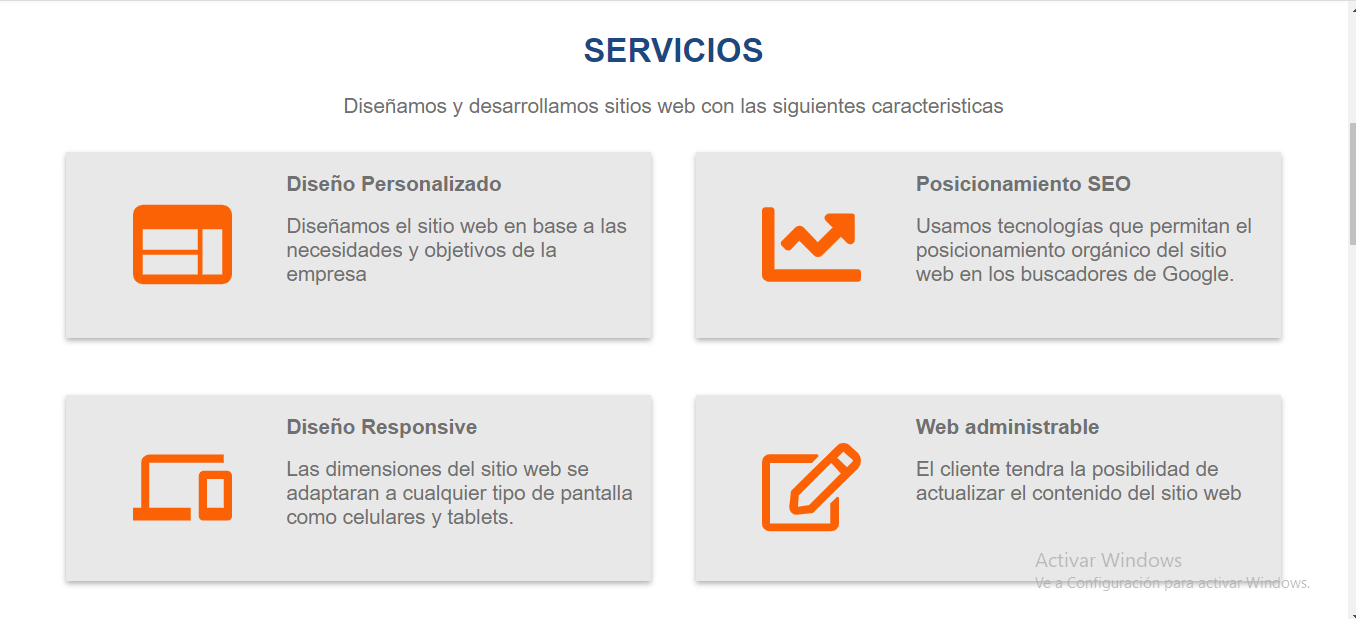 SERVICIOS
Diseñamos y desarrollamos sitios web con las siguientes caracteristicas
Diseño Personalizado
Diseñamos el sitio web en base a las
necesidades y objetivos de la
empresa
Posicionamiento SEO
Usamos tecnologías que permitan el
posicionamiento orgánico del sitio
web en los buscadores de Google.
Diseño Responsive
Las dimensiones del sitio web se
adaptaran a cualquier tipo de pantalla
como celulares y tablets.
Web administrable
El cliente tendra la posibilidad de
actualizar el contenido del sitio web
Activar Windows
Ve a Configuración para activar Windows.